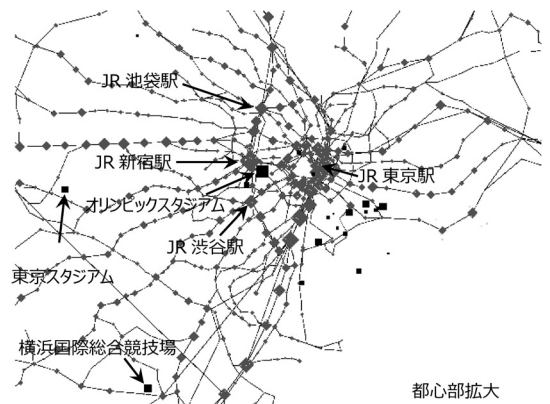 JR 池袋駅
JR 新宿駅
JR 東京駅
オリンピックスタジアム
JR 渋谷駅
東京スタジアム
横浜国際総合競技場
都心部拡大